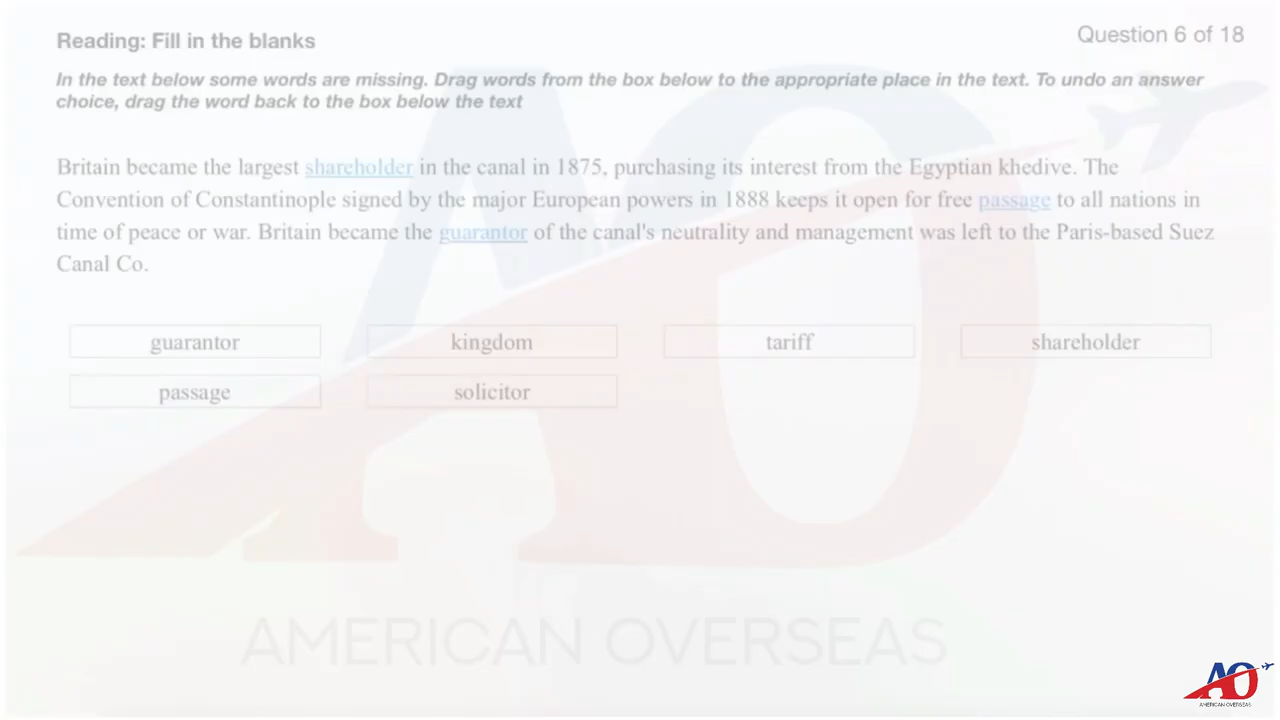 Reading: Fill in the blanks
Question 6 of 18
In the text below some words are missing. Drag words from the box below to the appropriate place in the text. To undo an answer
choice, drag the word back to the box below the text
Britain became the largest shareholder in the canal in 1875, purchasing its interest from the Egyptian khedive. The
Convention of Constantinople signed by the major European powers in 1888 keeps it open for free passage to all nations in
time of peace or war. Britain became the guarantor of the canal's neutrality and management was left to the Paris-based Suez
Canal Co.
guarantor kingdom tariff shareholder
passage solicitor
AO
AMERICAN OVERSEAS
AO
AMERICAN OVERSEAS